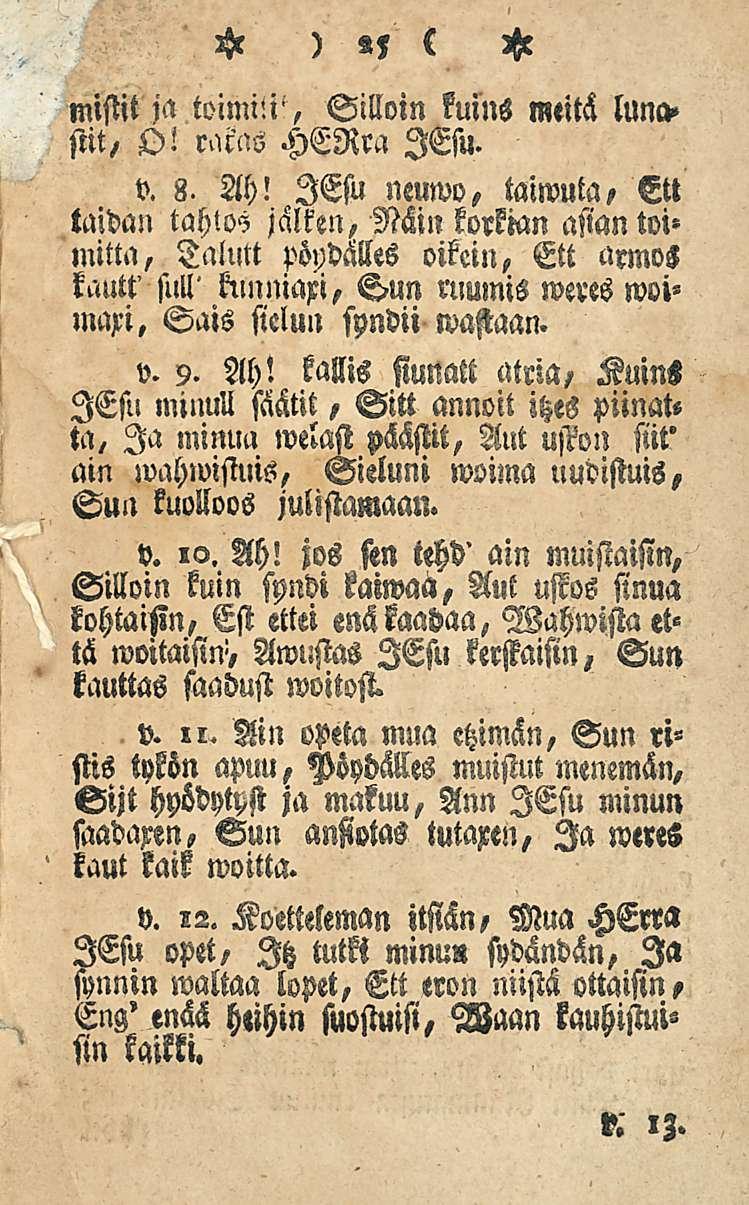 ☆ ) 25 ( ☆
mistit ja toimitit, Silloin kuins meitä luna-
stit, O! rakas HERra JEsu.
v. 8. Ah! JEsu neuwo, taiwuta, Ett
taidan tahtos jälken, Näin korkian asian toi-
mitta, Talutt pöydälles oikein, Ett armos
kautt' sull' kunniaxi, Sun ruumis weres woi-
maxi, Sais sielun syndii wastaan.
v. 9. Ah! kallis siunatt atria, Kuins
JEsu minull säätit, Sitt annoit itzes piinat-
ta, Ja minua welast päästit, Aut uskon siit'
ain wahwistuis, Sieluni woima uudistuis,
Sun kuolloos julistamaan.
v. 10. Ah! jos sen tehd' ain muistaisin,
Silloin kuin syndi kaiwaa, Aut uskos sinua
kohtaisin, Est ettei enä kaadaa, Wahwista et-
tä woitaisin', Awustas JEsu kerskaisin, Sun
kauttas saadust woitost.
v. 11. Ain opeta mua etzimän, Sun ri-
stis tykön apuu, Pöydälles muistut menemän,
Sijt hyödytyst ja makuu, Ann JEsu minun
saadaxen, Sun ansiotas tutaxen, Ja weres
kaut kaik woitta.
v. 12. Koetteleman itsiän, Mua HErra
JEsu opet, Itz tutki minun sydändän, Ja
synnin waltaa lopet, Ett eron niistä ottaisin,
Eng' enää heihin suostuisi, Waan kauhistui-
sin kaikki.
v. 13.